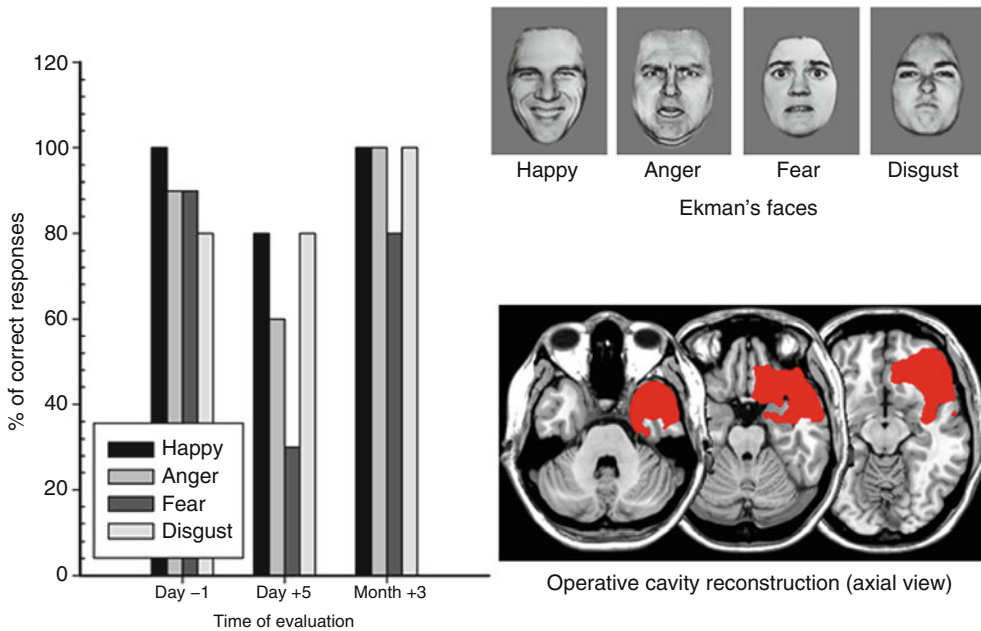 120
100
80
60
40
20
0
% of correct responses
Happy
Anger
Fear
Disgust
Day –1
Day +5
Month +3
Time of evaluation
Happy
Anger
Fear
Disgust
Ekman's faces
Operative cavity reconstruction (axial view)